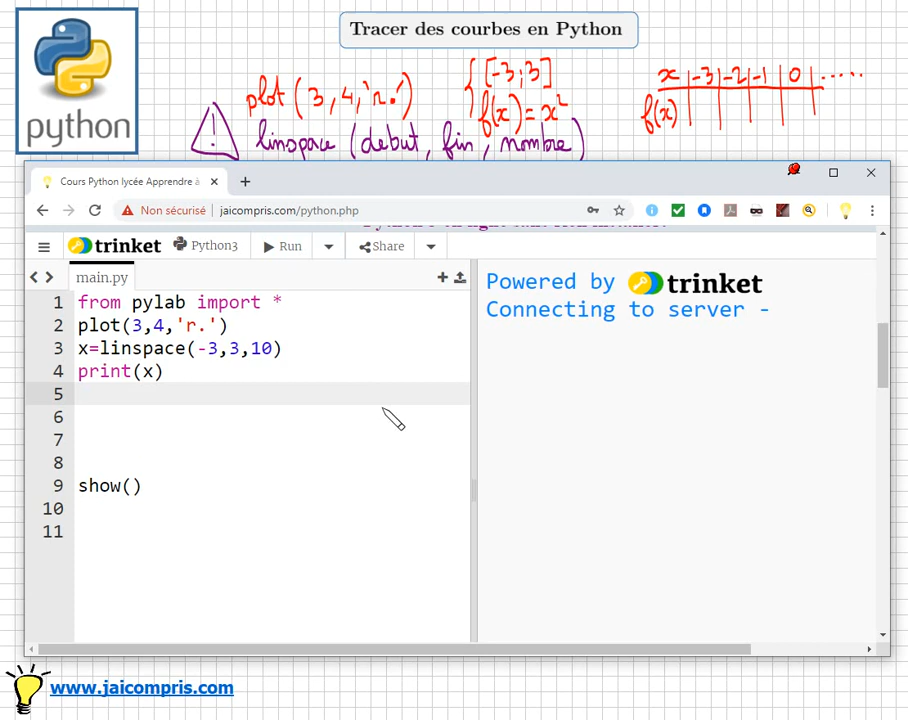 Tracer des courbes en Python
python
plot (3,4,'r.')
{ [-3;3]
f(x) = x²
x | -3 | -2 | -1 | 0 | ......
f(x)
! linspace (debut, fin, nombre)
Cours Python lycée Apprendre à
Non sécurisé | jaicompris.com/python.php
trinket Python3 Run Share
main.py
1 from pylab import *
2 plot(3,4,'r.')
3 x=linspace(-3,3,10)
4 print(x)
5
6
7
8
9 show()
10
11
Powered by trinket
Connecting to server -
www.jaicompris.com